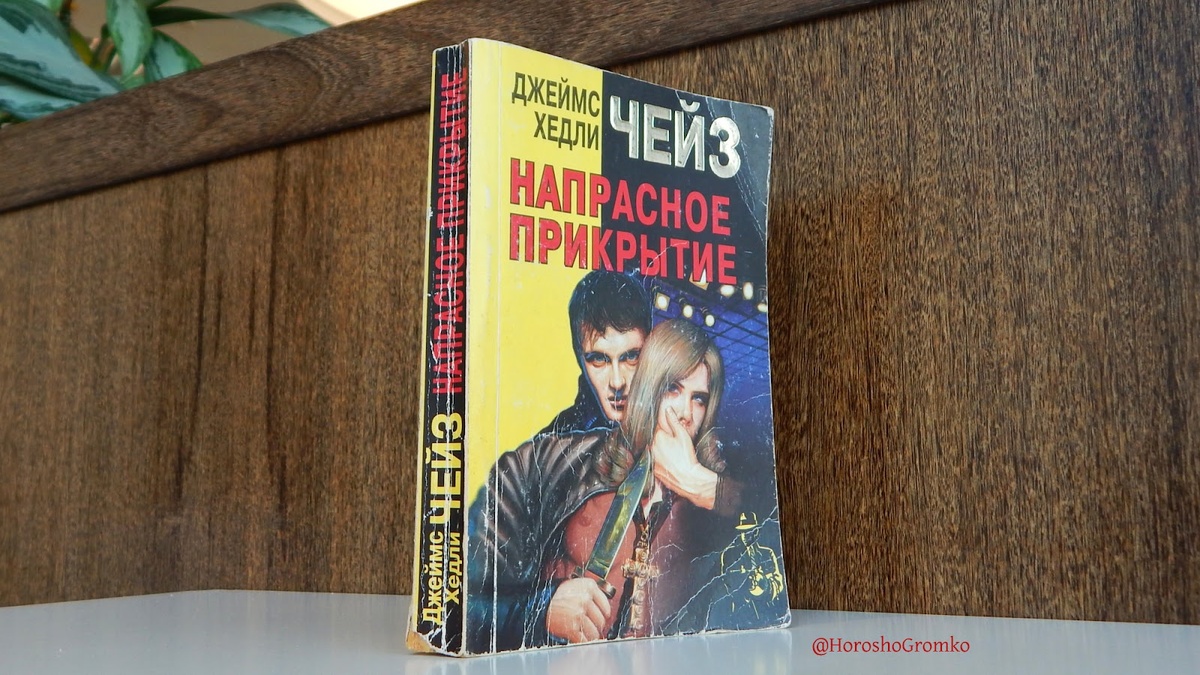 ДЖЕЙМС
ХЕДЛИ
ЧЕЙЗ
НАПРАСНОЕ
ПРИКРЫТИЕ
Джеймс
Хедли
ЧЕЙЗ
НАПРАСНОЕ ПРИКРЫТИЕ
@HoroshoGromko